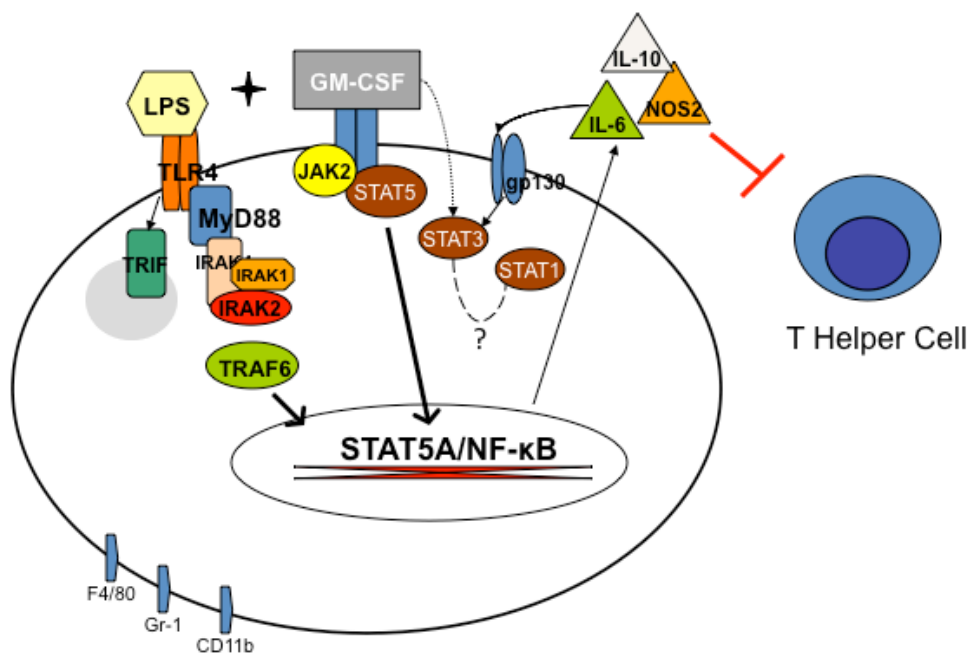 IL-10
GM-CSF
LPS
IL-6
NOS2
TLR4
JAK2
STAT5
gp130
MyD88
STAT3
TRIF
IRAK1
STAT1
IRAK2
?
T Helper Cell
TRAF6
STAT5A/NF-κB
F4/80
Gr-1
CD11b